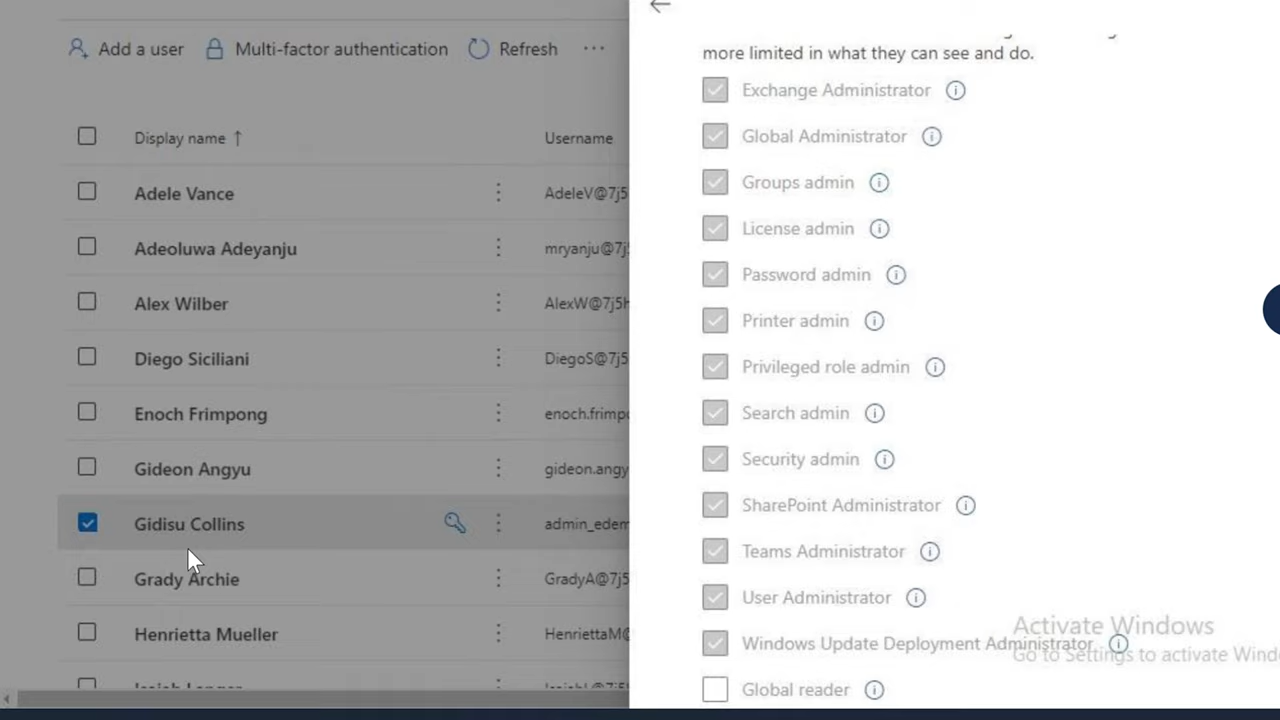 Add a user
Multi-factor authentication
Refresh
Display name ↑
Username
Adele Vance
AdeleV@7j5
Adeoluwa Adeyanju
mryanju@7j5
Alex Wilber
AlexW@7j5h
Diego Siciliani
DiegoS@7j5
Enoch Frimpong
enoch.frimpo
Gideon Angyu
gideon.angy
Gidisu Collins
admin_edem
Grady Archie
GradyA@7j5
Henrietta Mueller
HenriettaM@
more limited in what they can see and do.
Exchange Administrator
Global Administrator
Groups admin
License admin
Password admin
Printer admin
Privileged role admin
Search admin
Security admin
SharePoint Administrator
Teams Administrator
User Administrator
Windows Update Deployment Administrator
Global reader
Activate Windows
Go to Settings to activate Wind